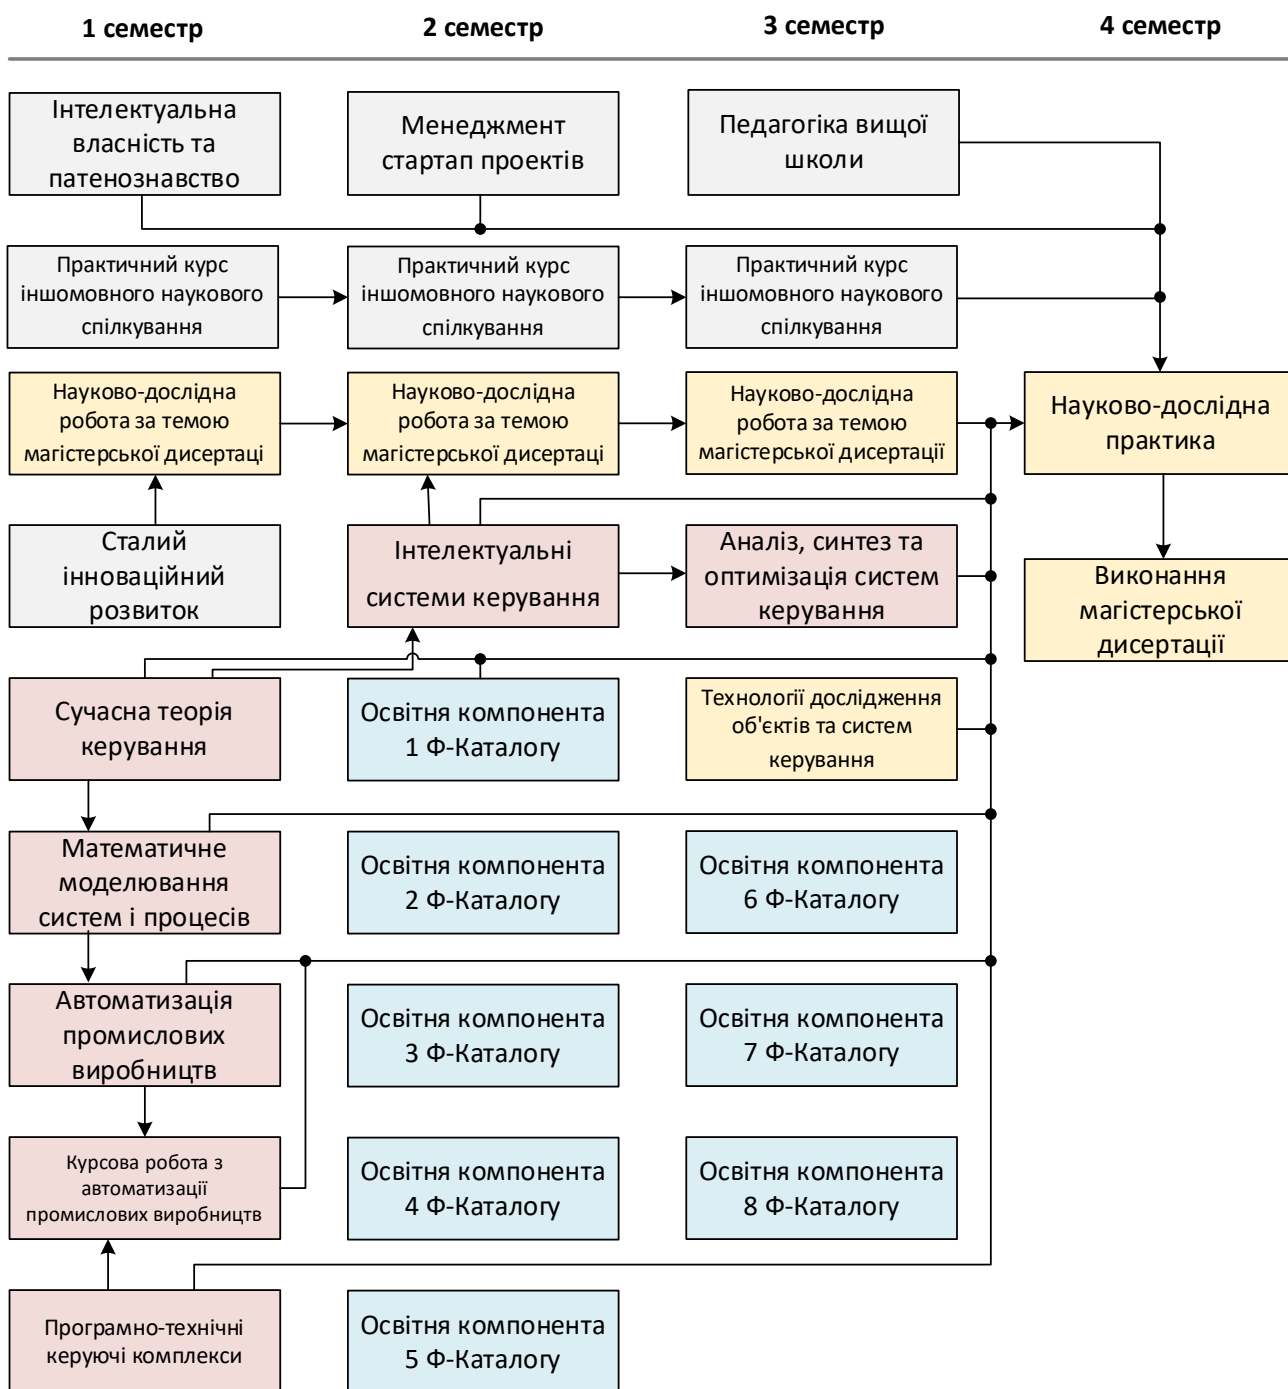 1 семестр
2 семестр
3 семестр
4 семестр
Інтелектуальна
власність та
патенознавство
Менеджмент
стартап проектів
Педагогіка вищої
школи
Практичний курс
іншомовного наукового
спілкування
Практичний курс
іншомовного наукового
спілкування
Практичний курс
іншомовного наукового
спілкування
Науково-дослідна
робота за темою
магістерської дисертаці
Науково-дослідна
робота за темою
магістерської дисертаці
Науково-дослідна
робота за темою
магістерської дисертації
Науково-дослідна
практика
Сталий
інноваційний
розвиток
Інтелектуальні
системи керування
Аналіз, синтез та
оптимізація систем
керування
Виконання
магістерської
дисертації
Сучасна теорія
керування
Освітня компонента
1 Ф-Каталогу
Технології дослідження
об'єктів та систем
керування
Математичне
моделювання
систем і процесів
Освітня компонента
2 Ф-Каталогу
Освітня компонента
6 Ф-Каталогу
Автоматизація
промислових
виробництв
Освітня компонента
3 Ф-Каталогу
Освітня компонента
7 Ф-Каталогу
Курсова робота з
автоматизації
промислових виробництв
Освітня компонента
4 Ф-Каталогу
Освітня компонента
8 Ф-Каталогу
Програмно-технічні
керуючі комплекси
Освітня компонента
5 Ф-Каталогу